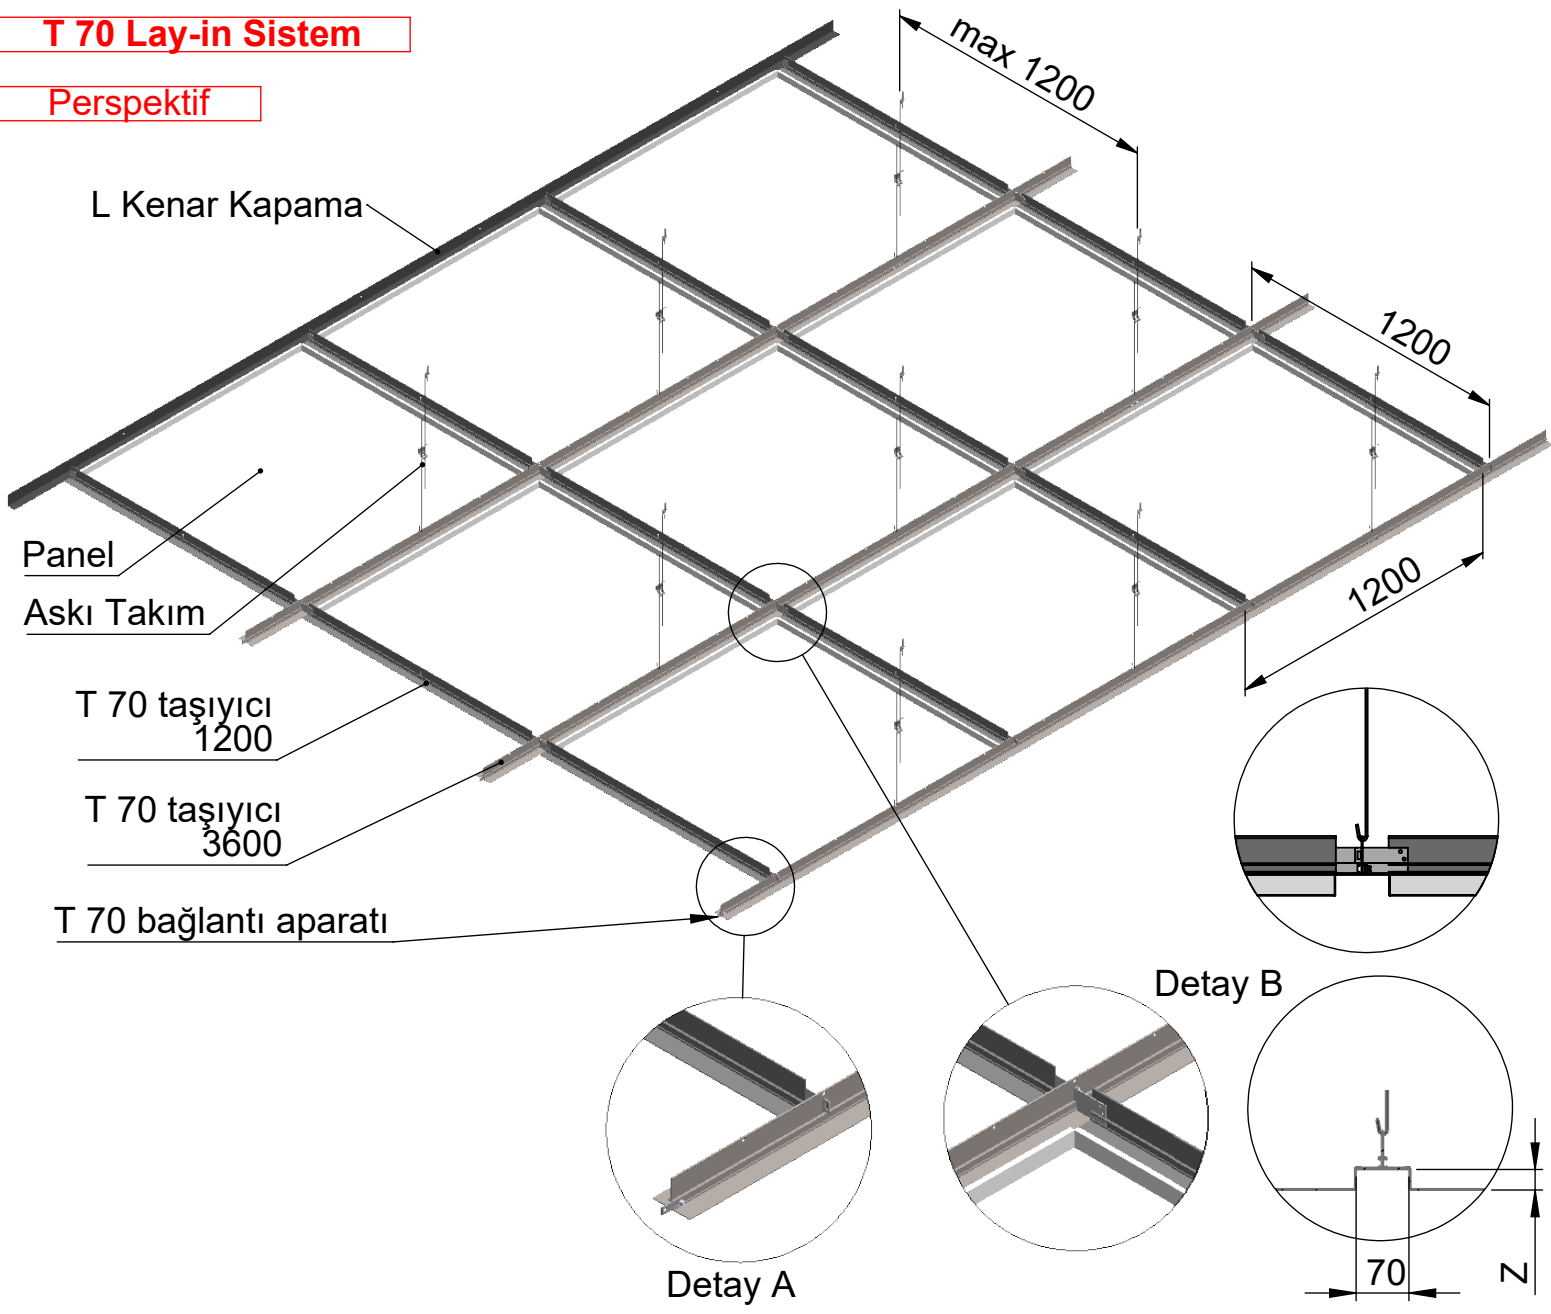 T 70 Lay-in Sistem
Perspektif
max 1200
L Kenar Kapama
1200
Panel
Askı Takım
1200
T 70 taşıyıcı
1200
T 70 taşıyıcı
3600
T 70 bağlantı aparatı
Detay B
Detay A
70
Z